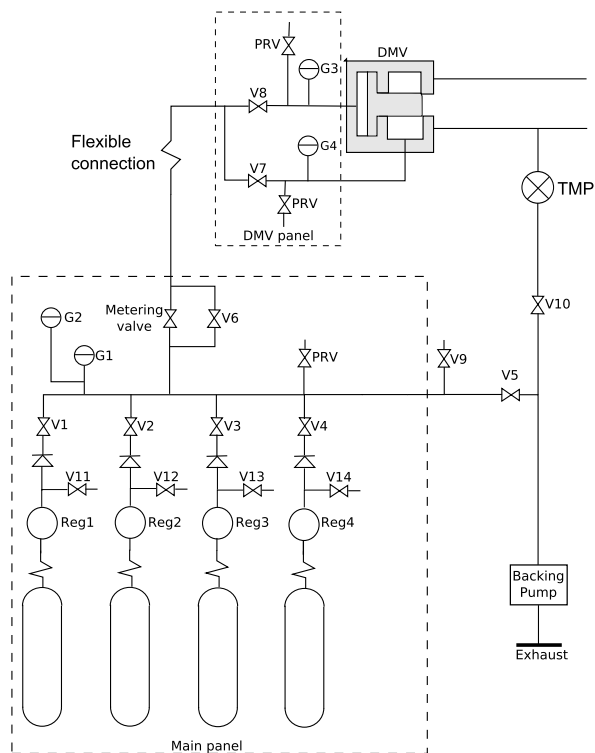 DMV
PRV
G3
V8
Flexible
connection
G4
V7
PRV
TMP
DMV panel
Metering
valve
V6
G2
G1
V10
PRV
V9
V5
V1
V2
V3
V4
V11
V12
V13
V14
Reg1
Reg2
Reg3
Reg4
Backing
Pump
Exhaust
Main panel